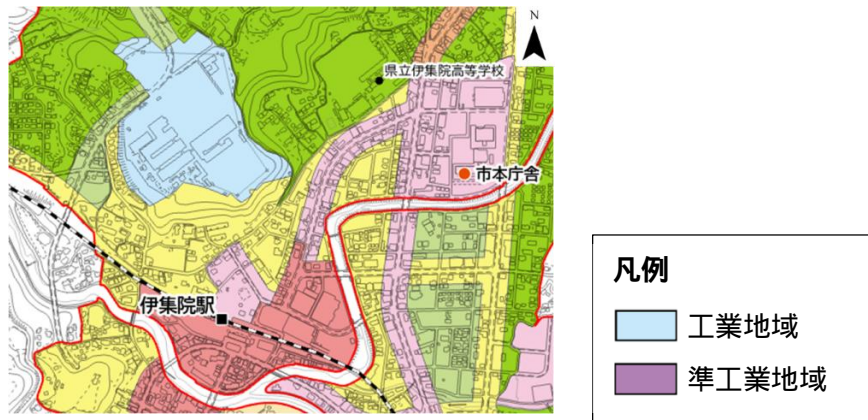 N
県立伊集院高等学校
市本庁舎
伊集院駅
凡例
工業地域
準工業地域